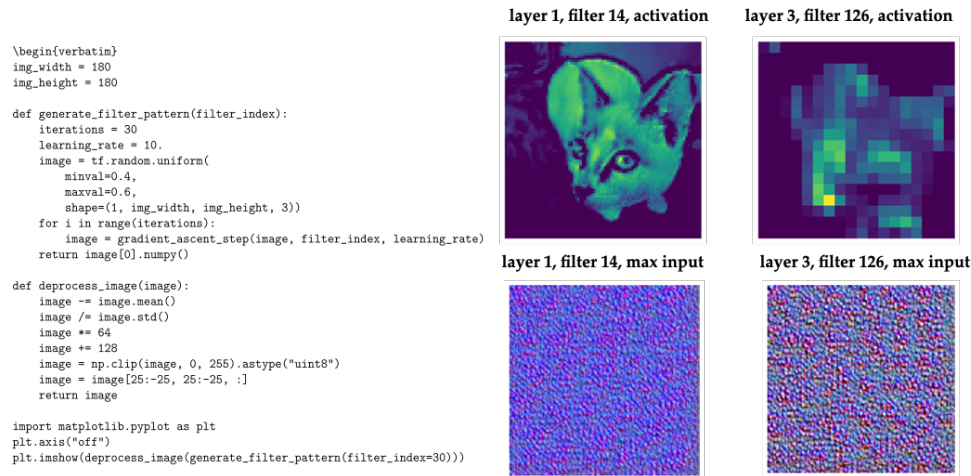 \begin{verbatim}
img_width = 180
img_height = 180
def generate_filter_pattern(filter_index):
    iterations = 30
    learning_rate = 10.
    image = tf.random.uniform(
        minval=0.4,
        maxval=0.6,
        shape=(1, img_width, img_height, 3))
    for i in range(iterations):
        image = gradient_ascent_step(image, filter_index, learning_rate)
    return image[0].numpy()
def deprocess_image(image):
    image -= image.mean()
    image /= image.std()
    image *= 64
    image += 128
    image = np.clip(image, 0, 255).astype("uint8")
    image = image[25:-25, 25:-25, :]
    return image
import matplotlib.pyplot as plt
plt.axis("off")
plt.imshow(deprocess_image(generate_filter_pattern(filter_index=30)))
layer 1, filter 14, activation
layer 3, filter 126, activation
layer 1, filter 14, max input
layer 3, filter 126, max input